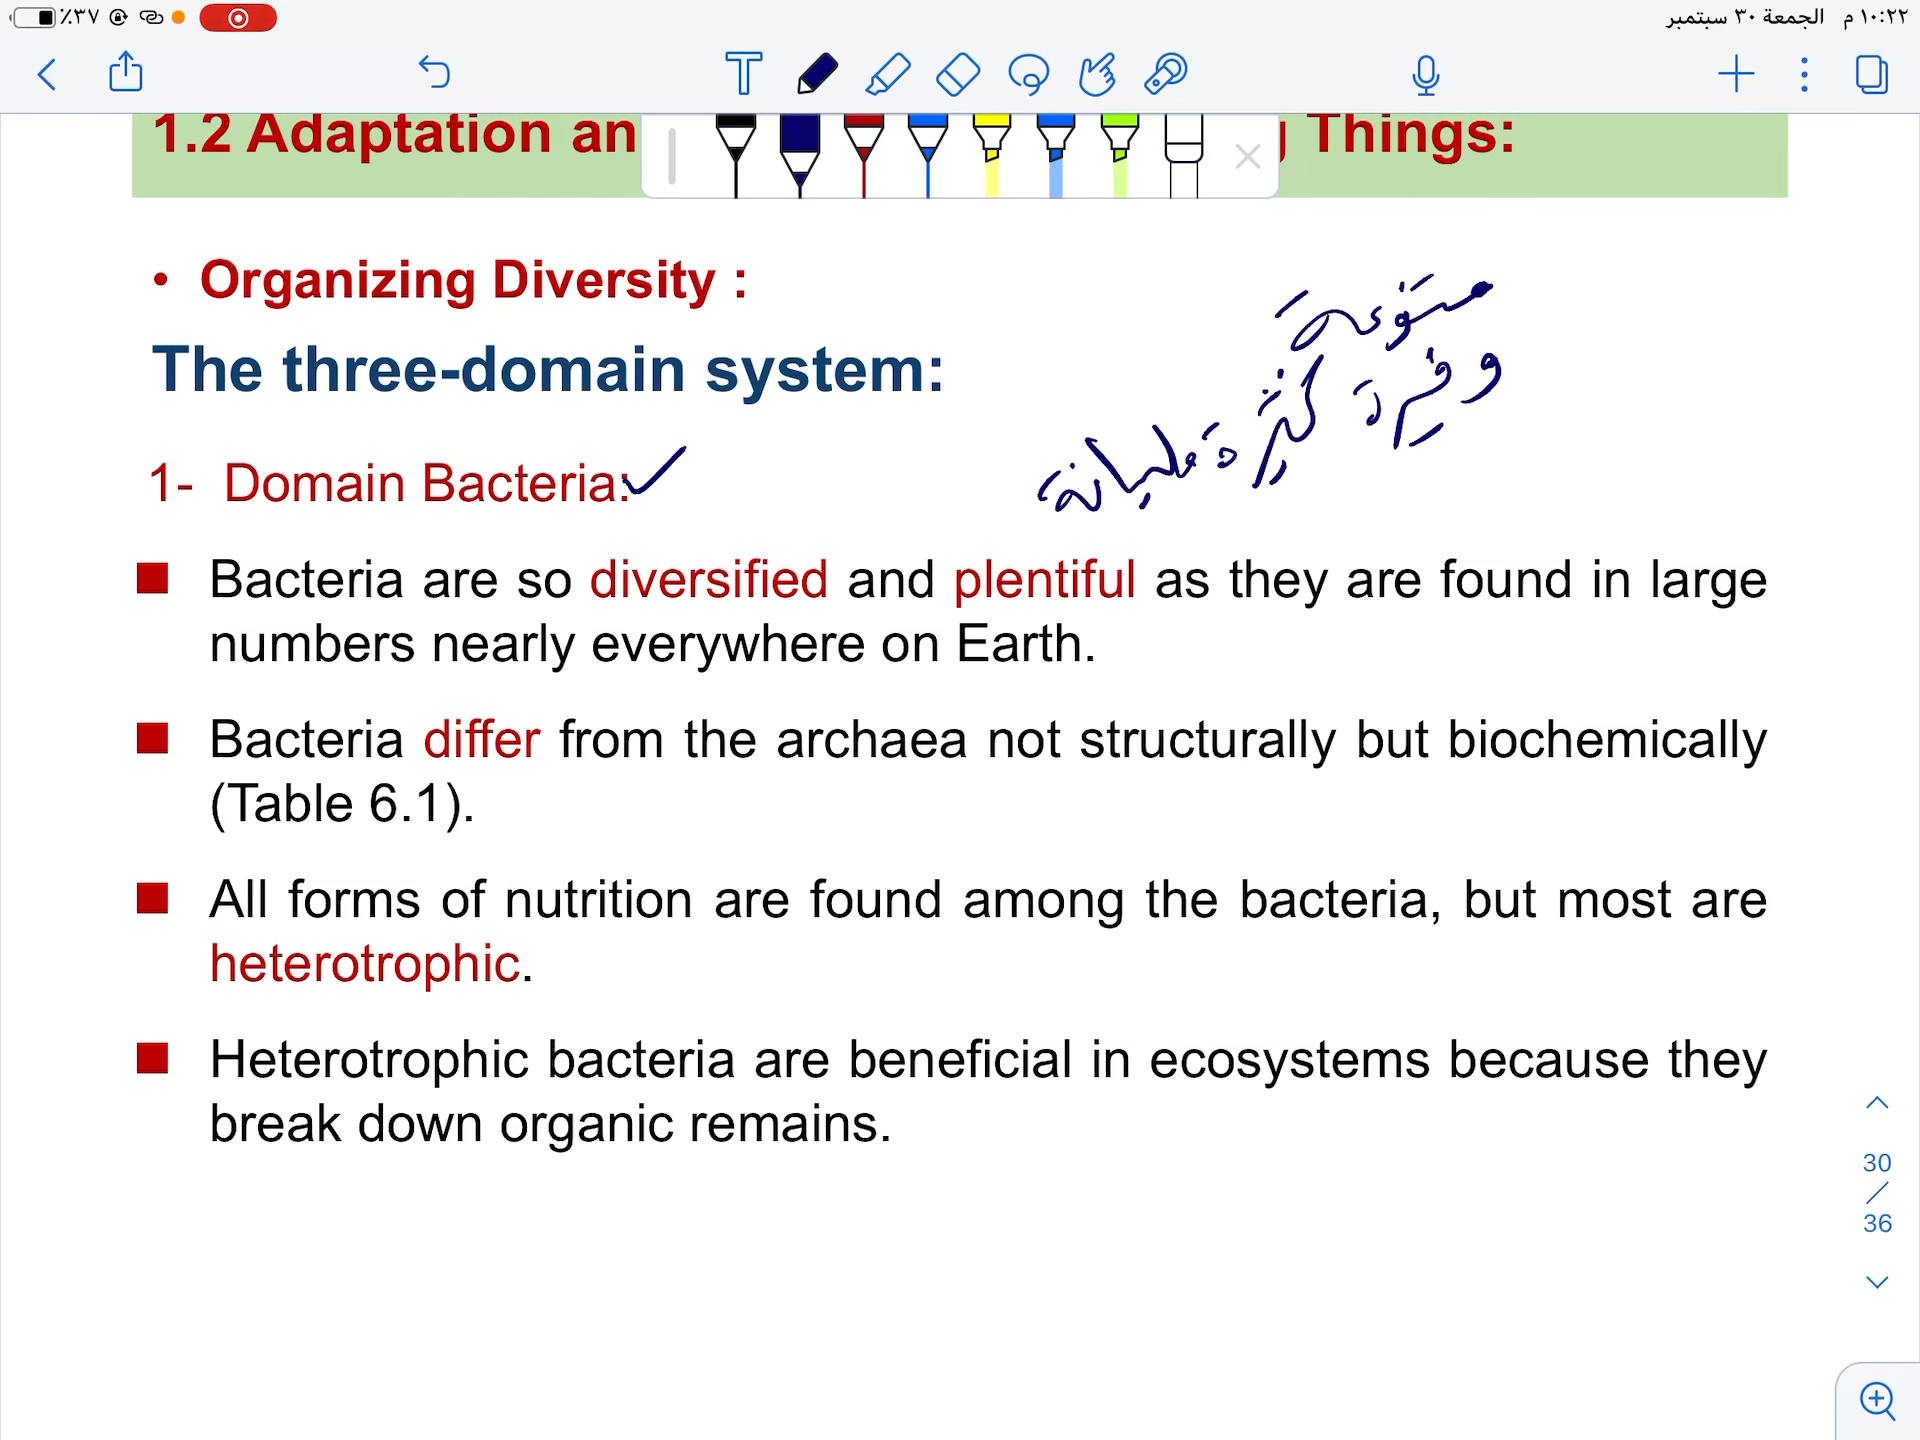 ٪٣٧
١٠:٢٢ م الجمعة ٣٠ سبتمبر
T
1.2 Adaptation an
Things:
• Organizing Diversity :
متنوعة
The three-domain system:
وفيرة كثيرة مليانة
1- Domain Bacteria:
Bacteria are so diversified and plentiful as they are found in large
numbers nearly everywhere on Earth.
Bacteria differ from the archaea not structurally but biochemically
(Table 6.1).
All forms of nutrition are found among the bacteria, but most are
heterotrophic.
Heterotrophic bacteria are beneficial in ecosystems because they
break down organic remains.
30
/
36